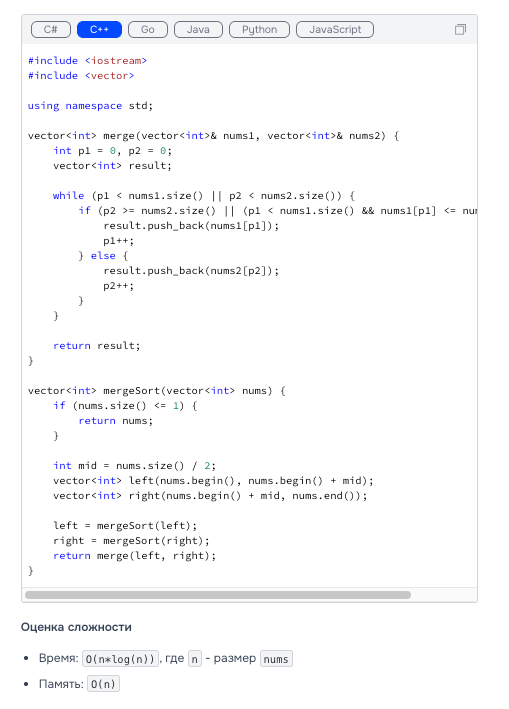 C# C++ Go Java Python JavaScript
#include <iostream>
#include <vector>
using namespace std;
vector<int> merge(vector<int>& nums1, vector<int>& nums2) {
    int p1 = 0, p2 = 0;
    vector<int> result;
    while (p1 < nums1.size() || p2 < nums2.size()) {
        if (p2 >= nums2.size() || (p1 < nums1.size() && nums1[p1] <=
            result.push_back(nums1[p1]);
            p1++;
        } else {
            result.push_back(nums2[p2]);
            p2++;
        }
    }
    return result;
}
vector<int> mergeSort(vector<int> nums) {
    if (nums.size() <= 1) {
        return nums;
    }
    int mid = nums.size() / 2;
    vector<int> left(nums.begin(), nums.begin() + mid);
    vector<int> right(nums.begin() + mid, nums.end());
    left = mergeSort(left);
    right = mergeSort(right);
    return merge(left, right);
}
Оценка сложности
• Время: O(n*log(n)), где n - размер nums
• Память: O(n)